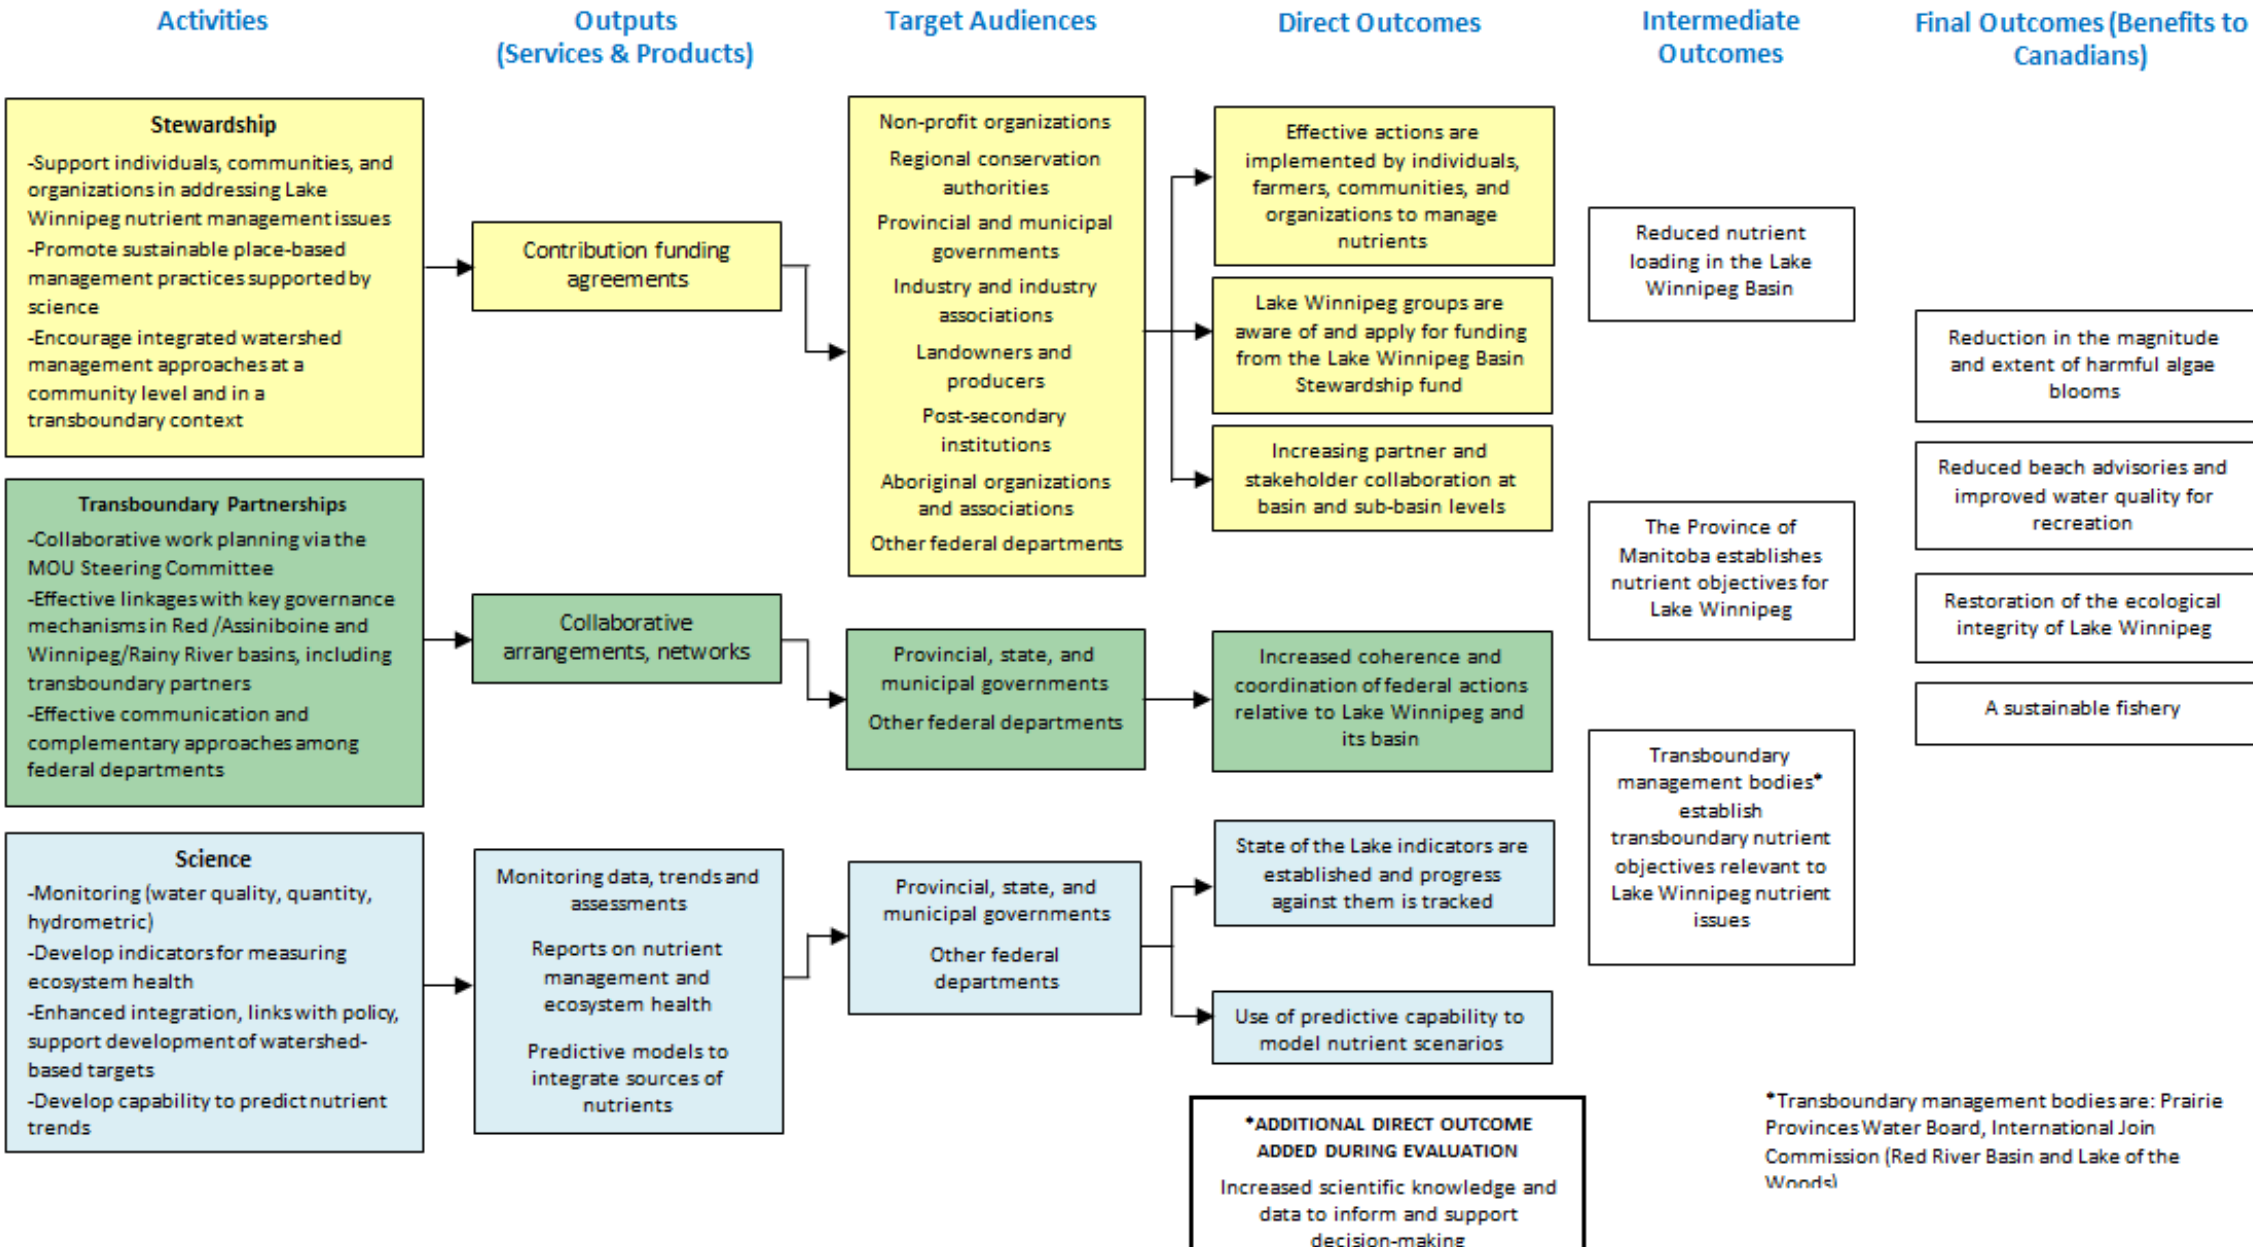 Activities
Outputs
(Services & Products)
Target Audiences
Direct Outcomes
Intermediate
Outcomes
Final Outcomes (Benefits to
Canadians)
Stewardship
-Support individuals, communities, and
organizations in addressing Lake
Winnipeg nutrient management issues
-Promote sustainable place-based
management practices supported by
science
-Encourage integrated watershed
management approaches at a
community level and in a
transboundary context
Contribution funding
agreements
Non-profit organizations
Regional conservation
authorities
Provincial and municipal
governments
Industry and industry
associations
Landowners and
producers
Post-secondary
institutions
Aboriginal organizations
and associations
Other federal departments
Effective actions are
implemented by individuals,
farmers, communities, and
organizations to manage
nutrients
Lake Winnipeg groups are
aware of and apply for funding
from the Lake Winnipeg Basin
Stewardship fund
Increasing partner and
stakeholder collaboration at
basin and sub-basin levels
Transboundary Partnerships
-Collaborative work planning via the
MOU Steering Committee
-Effective linkages with key governance
mechanisms in Red /Assiniboine and
Winnipeg/Rainy River basins, including
transboundary partners
-Effective communication and
complementary approaches among
federal departments
Collaborative
arrangements, networks
Provincial, state, and
municipal governments
Other federal departments
Increased coherence and
coordination of federal actions
relative to Lake Winnipeg and
its basin
Science
-Monitoring (water quality, quantity,
hydrometric)
-Develop indicators for measuring
ecosystem health
-Enhanced integration, links with policy,
support development of watershed-
based targets
-Develop capability to predict nutrient
trends
Monitoring data, trends and
assessments
Reports on nutrient
management and
ecosystem health
Predictive models to
integrate sources of
nutrients
Provincial, state, and
municipal governments
Other federal
departments
State of the Lake indicators are
established and progress
against them is tracked
Use of predictive capability to
model nutrient scenarios
*ADDITIONAL DIRECT OUTCOME
ADDED DURING EVALUATION
Increased scientific knowledge and
data to inform and support
decision-making
Reduced nutrient
loading in the Lake
Winnipeg Basin
The Province of
Manitoba establishes
nutrient objectives for
Lake Winnipeg
Transboundary
management bodies*
establish
transboundary nutrient
objectives relevant to
Lake Winnipeg nutrient
issues
Reduction in the magnitude
and extent of harmful algae
blooms
Reduced beach advisories and
improved water quality for
recreation
Restoration of the ecological
integrity of Lake Winnipeg
A sustainable fishery
*Transboundary management bodies are: Prairie
Provinces Water Board, International Join
Commission (Red River Basin and Lake of the
Woods)